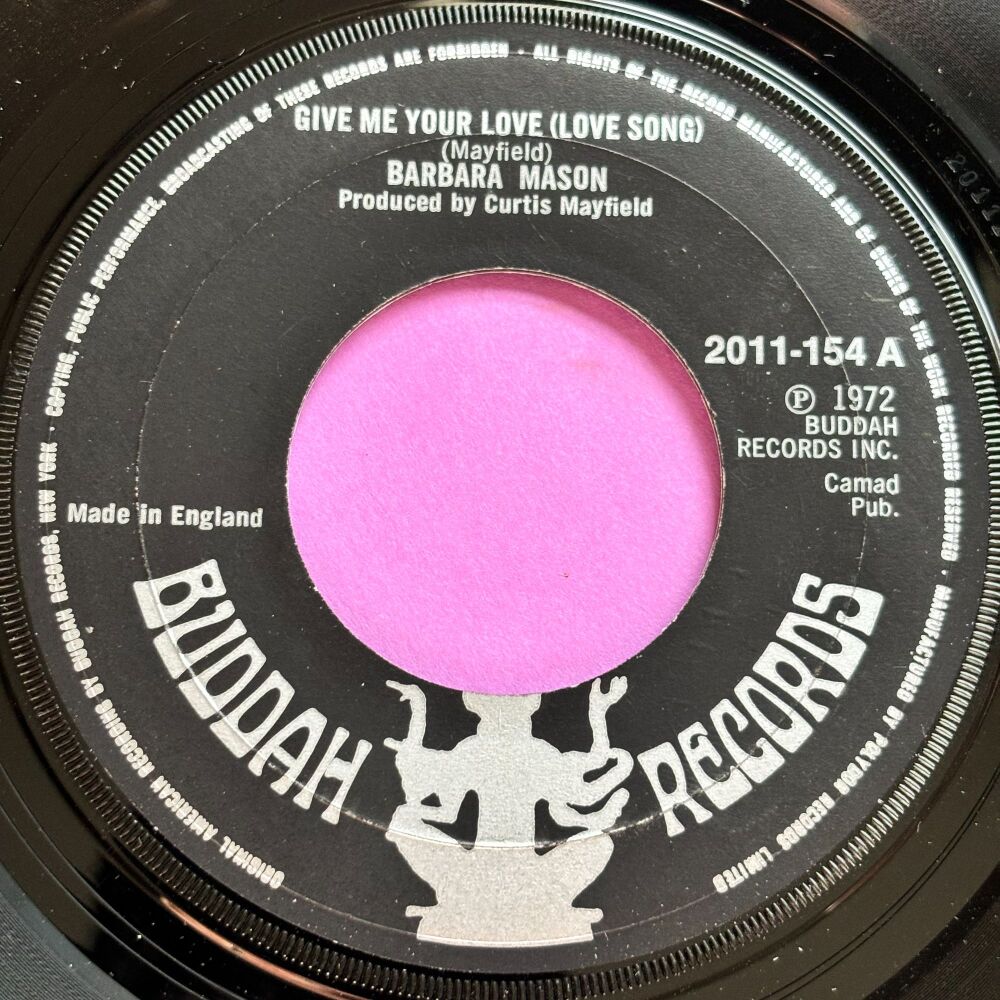 ORIGINAL AMERICAN RECORDING BY BUDDAH RECORDS, NEW YORK · COPYING, PUBLIC PERFORMANCE, BROADCASTING OF THESE RECORDS ARE FORBIDDEN · ALL RIGHTS OF THE RECORD MANUFACTURER AND OF OWNER OF THE WORK RECORDED RESERVED · MANUFACTURED BY POLYDOR RECORDS LIMITED
GIVE ME YOUR LOVE (LOVE SONG)
(Mayfield)
BARBARA MASON
Produced by Curtis Mayfield
2011-154 A
℗ 1972
BUDDAH
RECORDS INC.
Camad
Pub.
Made in England
BUDDAH RECORDS